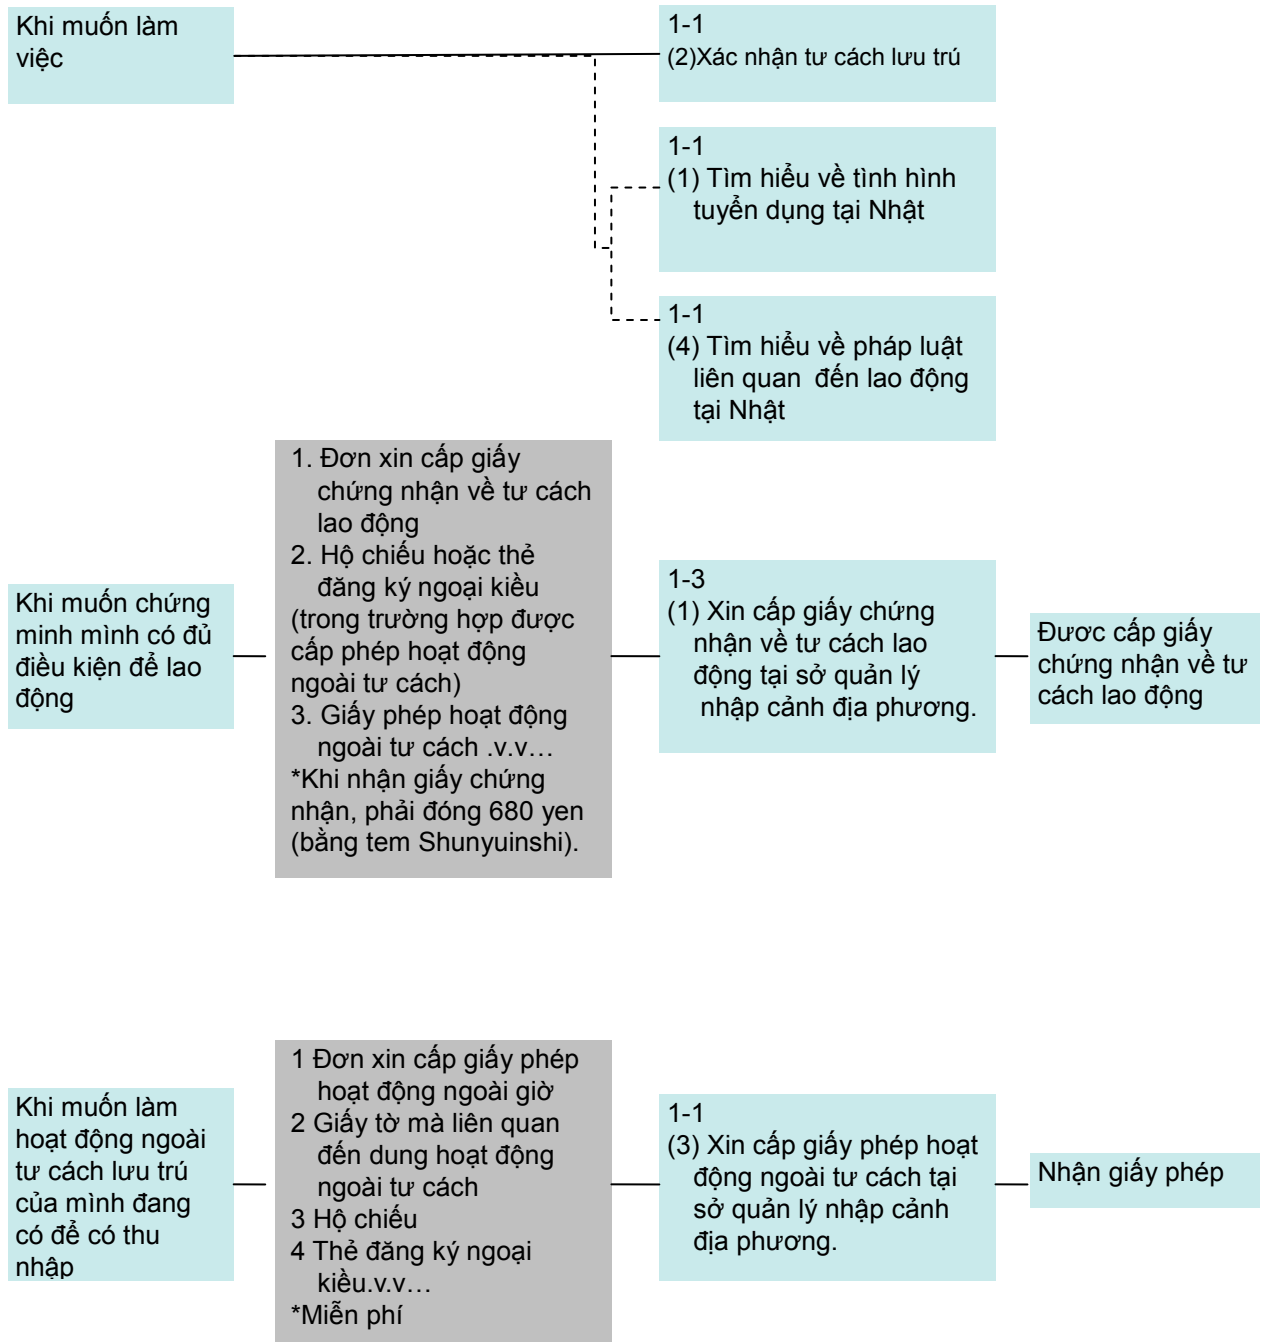 Khi muốn làm
việc
1-1
(2)Xác nhận tư cách lưu trú
1-1
(1) Tìm hiểu về tình hình
tuyển dụng tại Nhật
1-1
(4) Tìm hiểu về pháp luật
liên quan đến lao động
tại Nhật
Khi muốn chứng
minh mình có đủ
điều kiện để lao
động
1. Đơn xin cấp giấy
chứng nhận về tư cách
lao động
2. Hộ chiếu hoặc thẻ
đăng ký ngoại kiều
(trong trường hợp được
cấp phép hoạt động
ngoài tư cách)
3. Giấy phép hoạt động
ngoài tư cách .v.v…
*Khi nhận giấy chứng
nhận, phải đóng 680 yen
(bằng tem Shunyuinshi).
1-3
(1) Xin cấp giấy chứng
nhận về tư cách lao
động tại sở quản lý
nhập cảnh địa phương.
Đươc cấp giấy
chứng nhận về tư
cách lao động
Khi muốn làm
hoạt động ngoài
tư cách lưu trú
của mình đang
có để có thu
nhập
1 Đơn xin cấp giấy phép
hoạt động ngoài giờ
2 Giấy tờ mà liên quan
đến dung hoạt động
ngoài tư cách
3 Hộ chiếu
4 Thẻ đăng ký ngoại
kiều.v.v…
*Miễn phí
1-1
(3) Xin cấp giấy phép hoạt
động ngoài tư cách tại
sở quản lý nhập cảnh
địa phương.
Nhận giấy phép